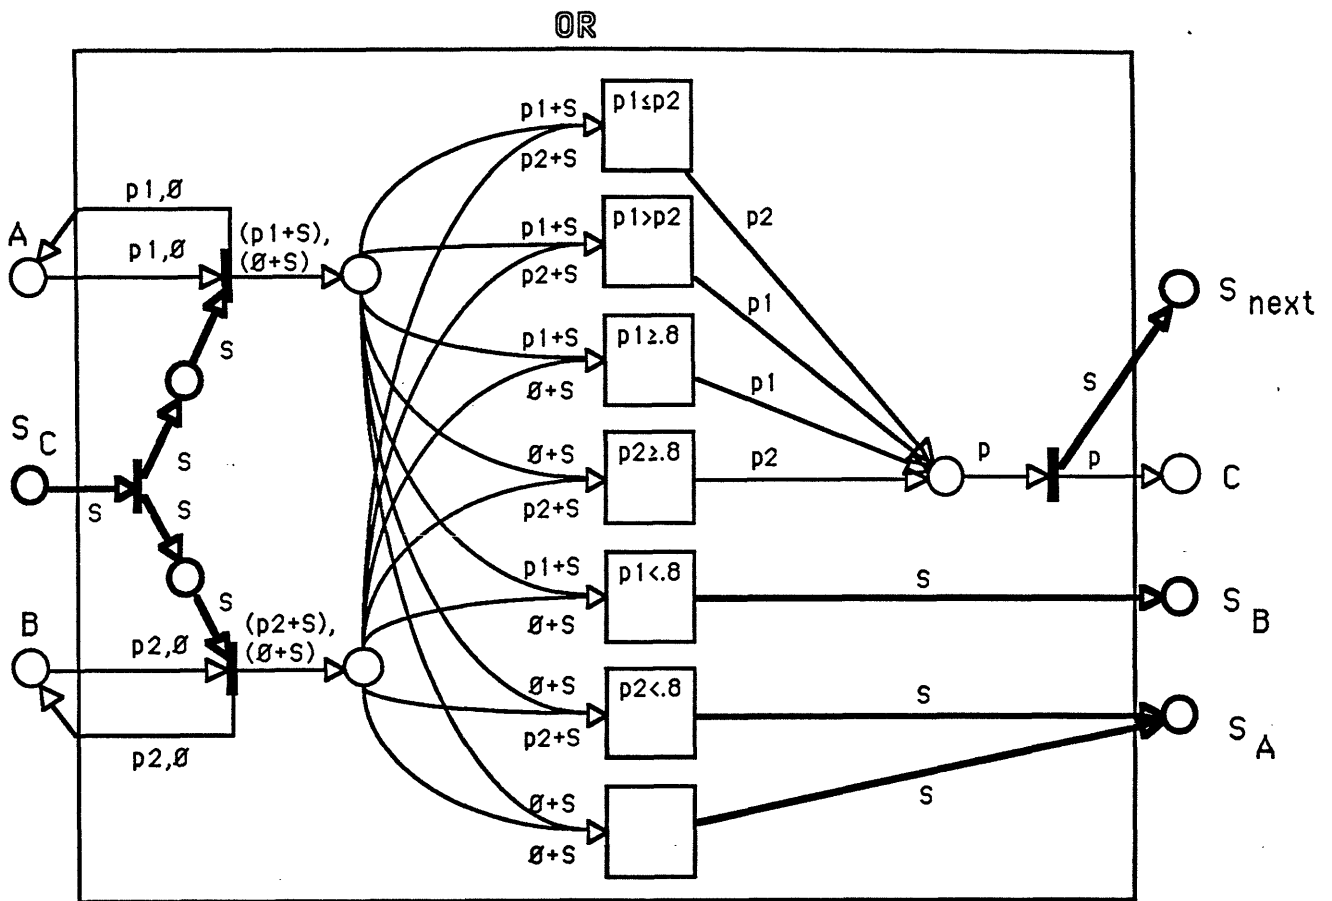 OR
p1+S
p1≤p2
p2+S
p1,Ø
A
p1,Ø
(p1+S),
(Ø+S)
p1+S
p1>p2
p2+S
p2
S
next
p1
S
p1+S
p1≥.8
Ø+S
p1
S
S
C
S
S
S
Ø+S
p2≥.8
p2+S
p2
p
p
C
S
p1+S
p1<.8
Ø+S
S
S
B
B
p2,Ø
(p2+S),
(Ø+S)
p2,Ø
Ø+S
p2<.8
p2+S
S
S
A
Ø+S
Ø+S
S